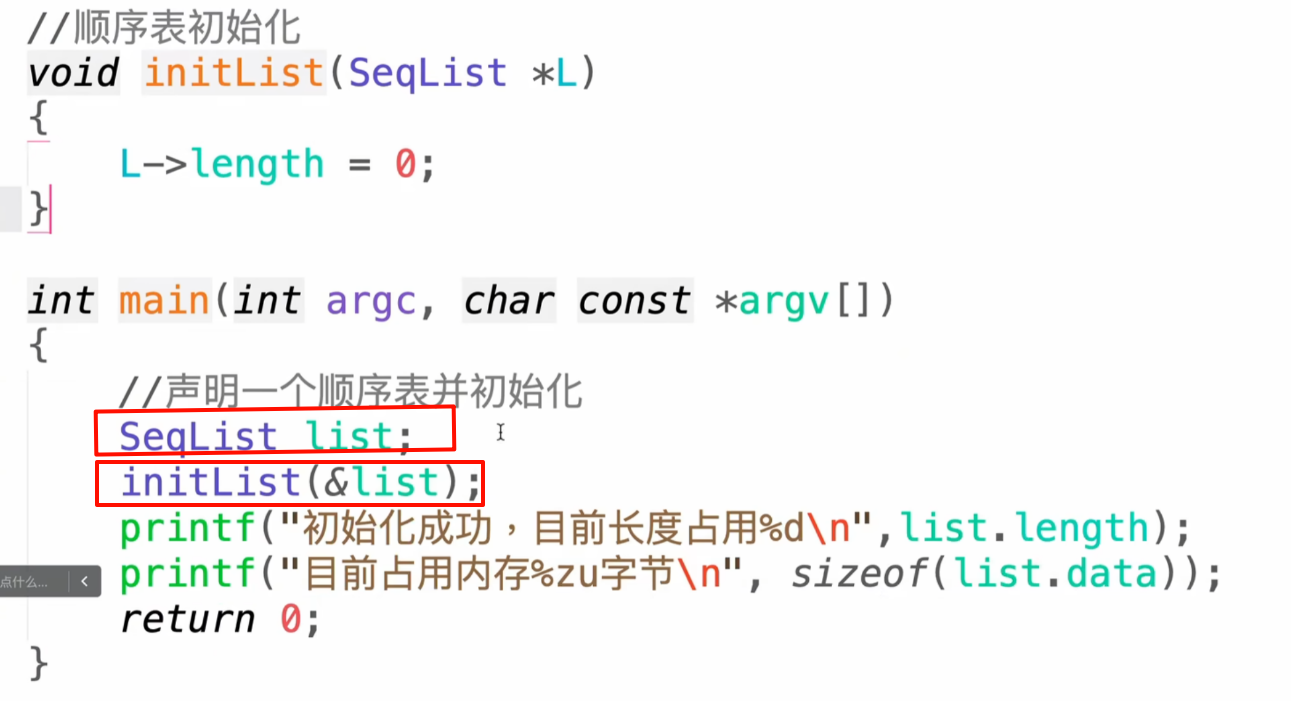 //顺序表初始化
void initList(SeqList *L)
{
    L->length = 0;
}
int main(int argc, char const *argv[])
{
    //声明一个顺序表并初始化
    SeqList list;
    initList(&list);
    printf("初始化成功，目前长度占用%d\n",list.length);
    printf("目前占用内存%zu字节\n", sizeof(list.data));
点什么...
    return 0;
}